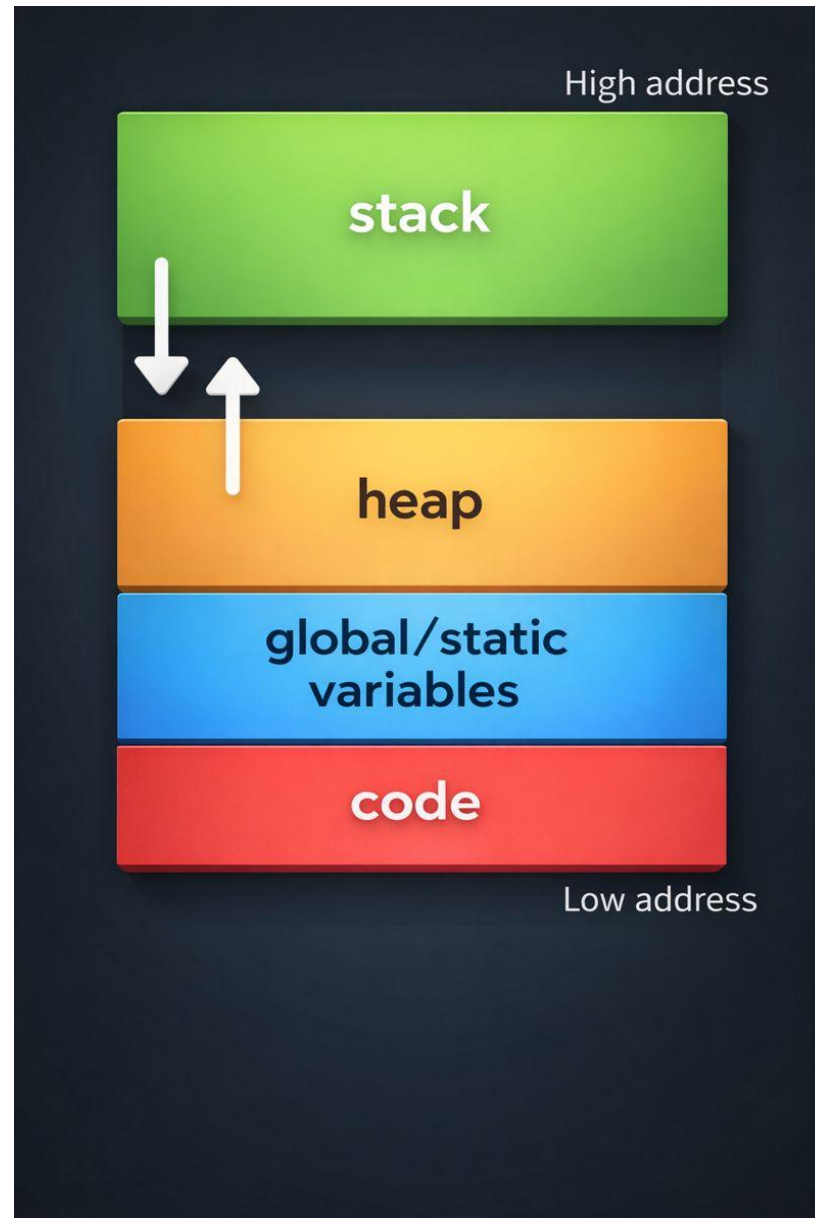 High address
stack
heap
global/static
variables
code
Low address